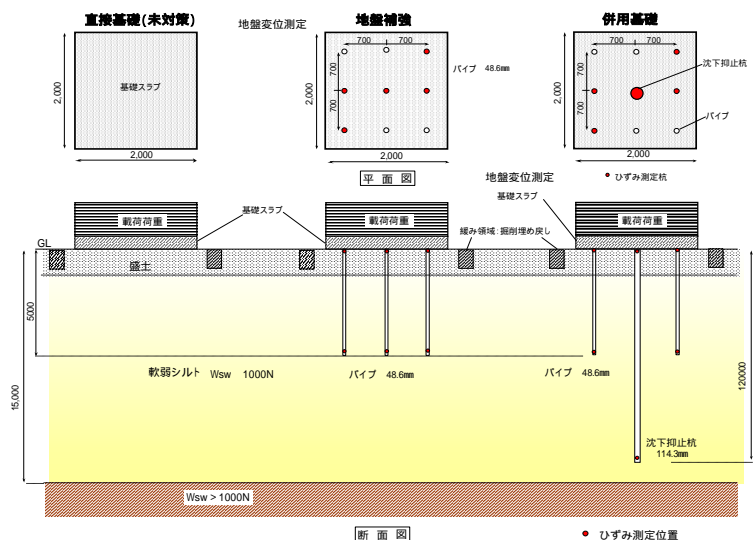 直接基礎(未対策)
地盤変位測定
地盤補強
併用基礎
700
700
700
700
沈下抑止杭
パイプ 48.6mm
2,000
基礎スラブ
2,000
700
700
2,000
700
700
パイプ
2,000
2,000
2,000
平面図
地盤変位測定
ひずみ測定杭
基礎スラブ
載荷荷重
基礎スラブ
載荷荷重
緩み領域:掘削埋め戻し
載荷荷重
GL
盛土
5000
軟弱シルト Wsw 1000N
パイプ 48.6mm
パイプ 48.6mm
15,000
120000
沈下抑止杭
114.3mm
Wsw > 1000N
断面図
ひずみ測定位置